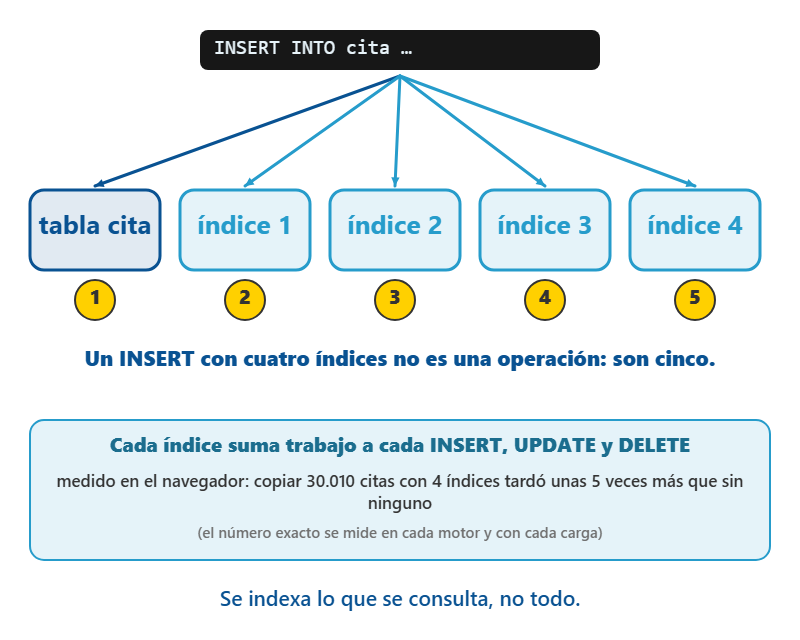 INSERT INTO cita …
tabla cita
índice 1
índice 2
índice 3
índice 4
1
2
3
4
5
Un INSERT con cuatro índices no es una operación: son cinco.
Cada índice suma trabajo a cada INSERT, UPDATE y DELETE
medido en el navegador: copiar 30.010 citas con 4 índices tardó unas 5 veces más que sin
ninguno
(el número exacto se mide en cada motor y con cada carga)
Se indexa lo que se consulta, no todo.